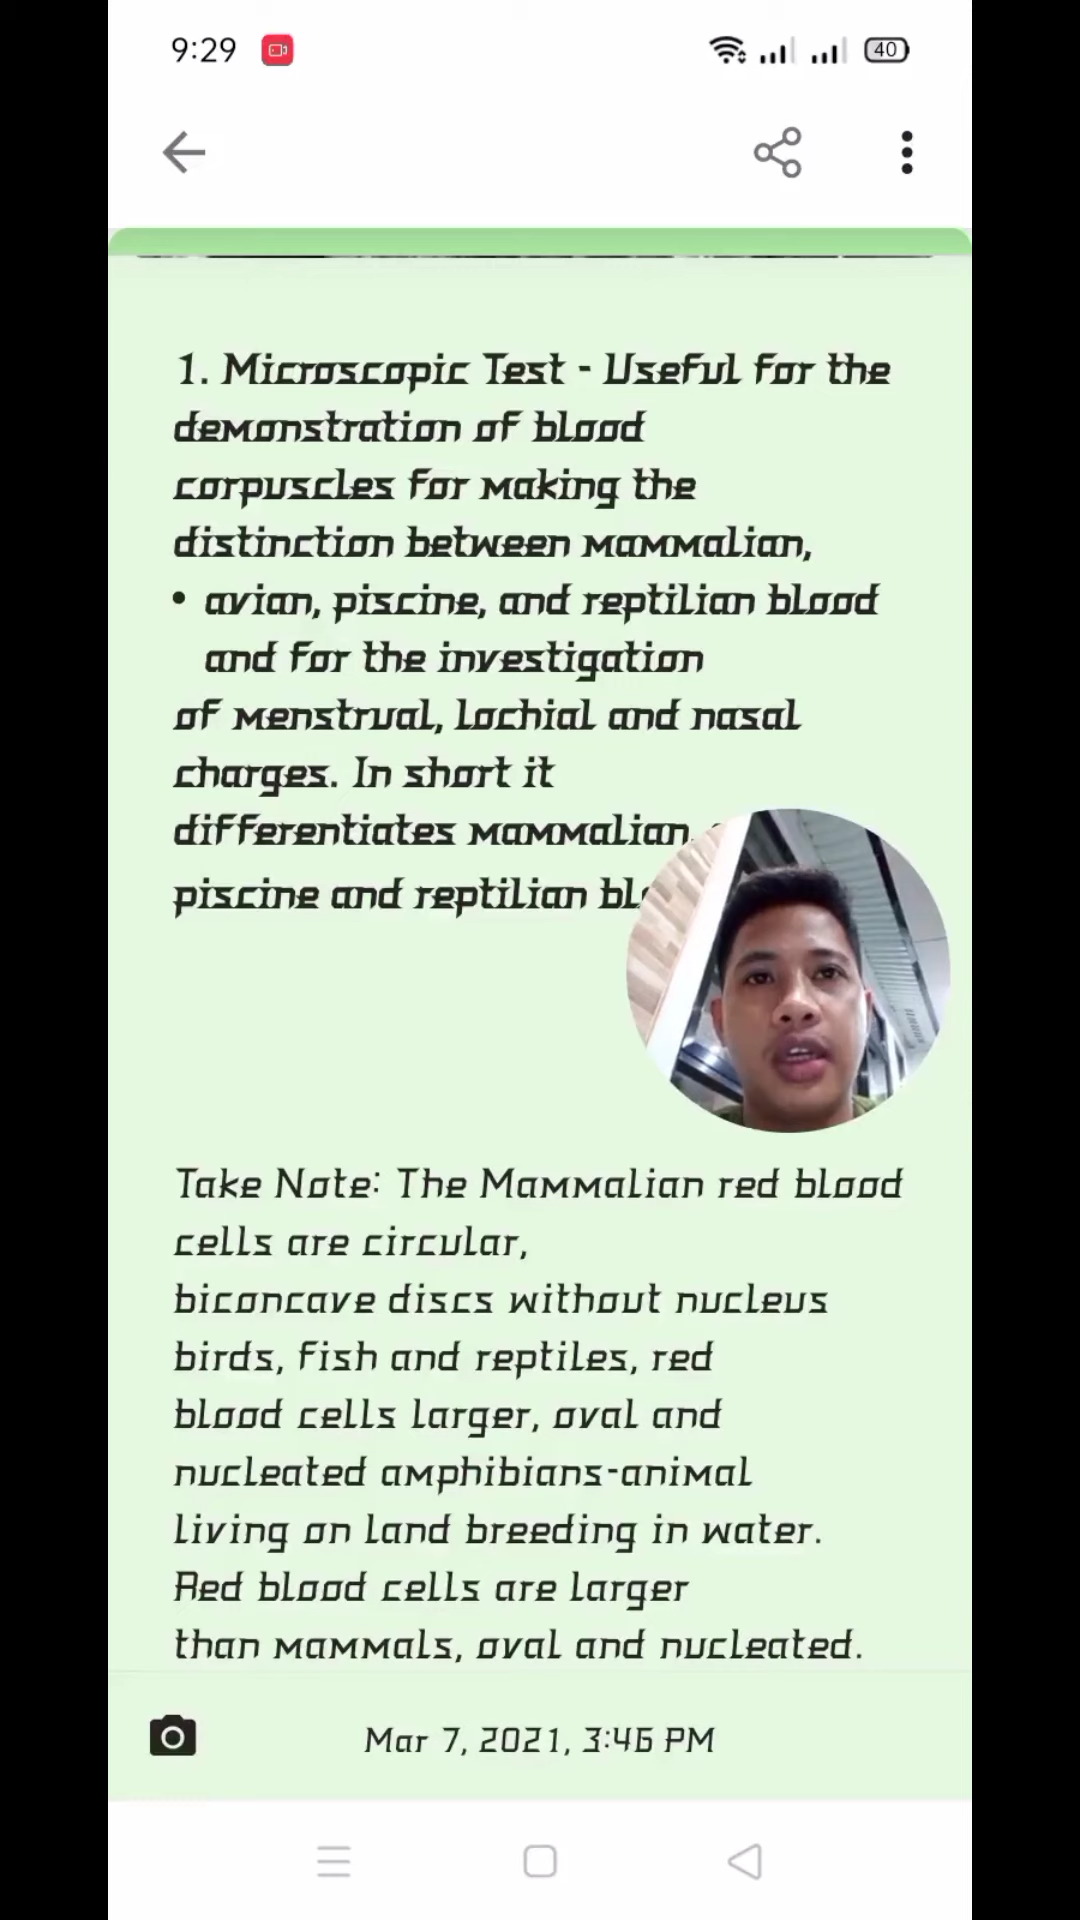 9:29
40
1. Microscopic Test - Useful for the
demonstration of blood
corpuscles for making the
distinction between mammalian,
• avian, piscine, and reptilian blood
and for the investigation
of menstrual, lochial and nasal
charges. In short it
differentiates mammalian,
piscine and reptilian
Take Note: The Mammalian red blood
cells are circular,
biconcave discs without nucleus
birds, fish and reptiles, red
blood cells larger, oval and
nucleated amphibians-animal
living on land breeding in water.
Red blood cells are larger
than mammals, oval and nucleated.
Mar 7, 2021, 3:46 PM